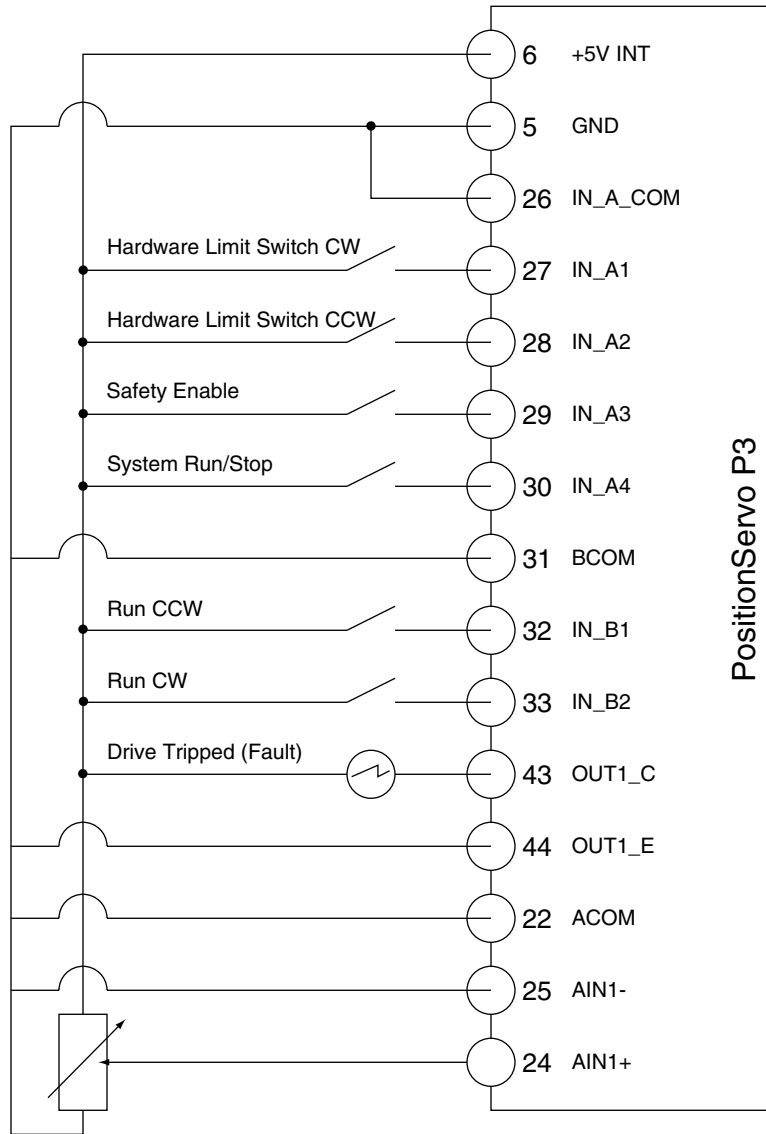 6 +5V INT
5 GND
26 IN_A_COM
Hardware Limit Switch CW
27 IN_A1
Hardware Limit Switch CCW
28 IN_A2
Safety Enable
29 IN_A3
System Run/Stop
30 IN_A4
31 BCOM
Run CCW
32 IN_B1
Run CW
33 IN_B2
Drive Tripped (Fault)
43 OUT1_C
44 OUT1_E
22 ACOM
25 AIN1-
24 AIN1+
PositionServo P3